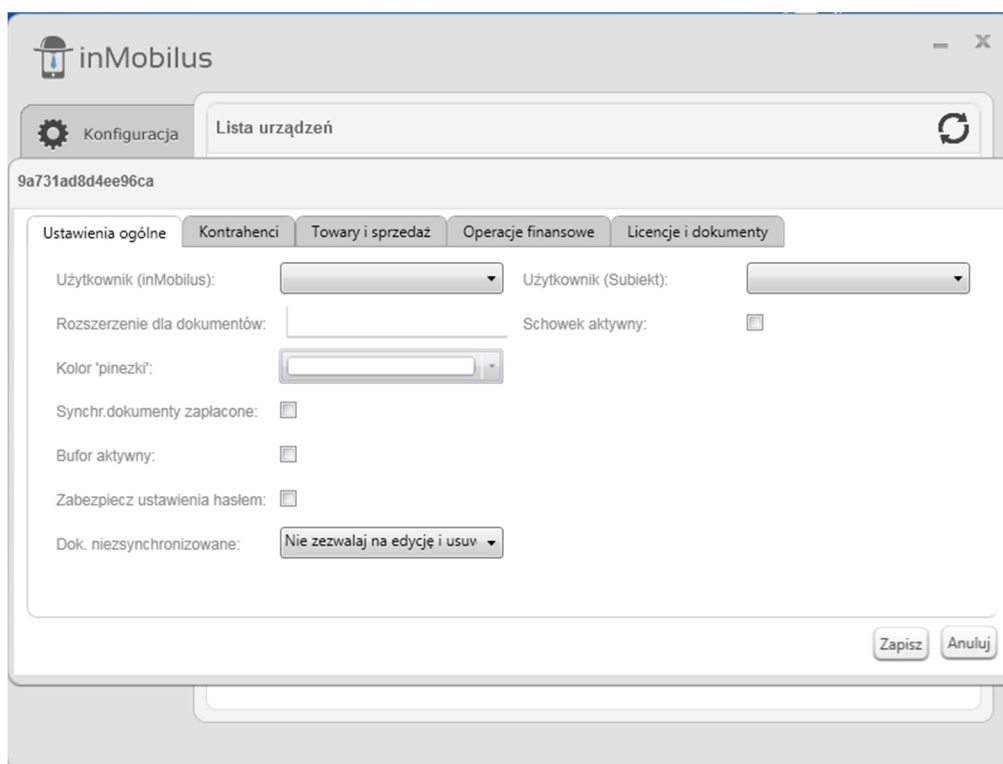 inMobilus
Konfiguracja
Lista urządzeń
9a731ad8d4ee96ca
Ustawienia ogólne Kontrahenci Towary i sprzedaż Operacje finansowe Licencje i dokumenty
Użytkownik (inMobilus): Użytkownik (Subiekt):
Rozszerzenie dla dokumentów: Schowek aktywny:
Kolor 'pinezki':
Synchr.dokumenty zapłacone:
Bufor aktywny:
Zabezpiecz ustawienia hasłem:
Dok. niezsynchronizowane: Nie zezwalaj na edycję i usuw
Zapisz Anuluj